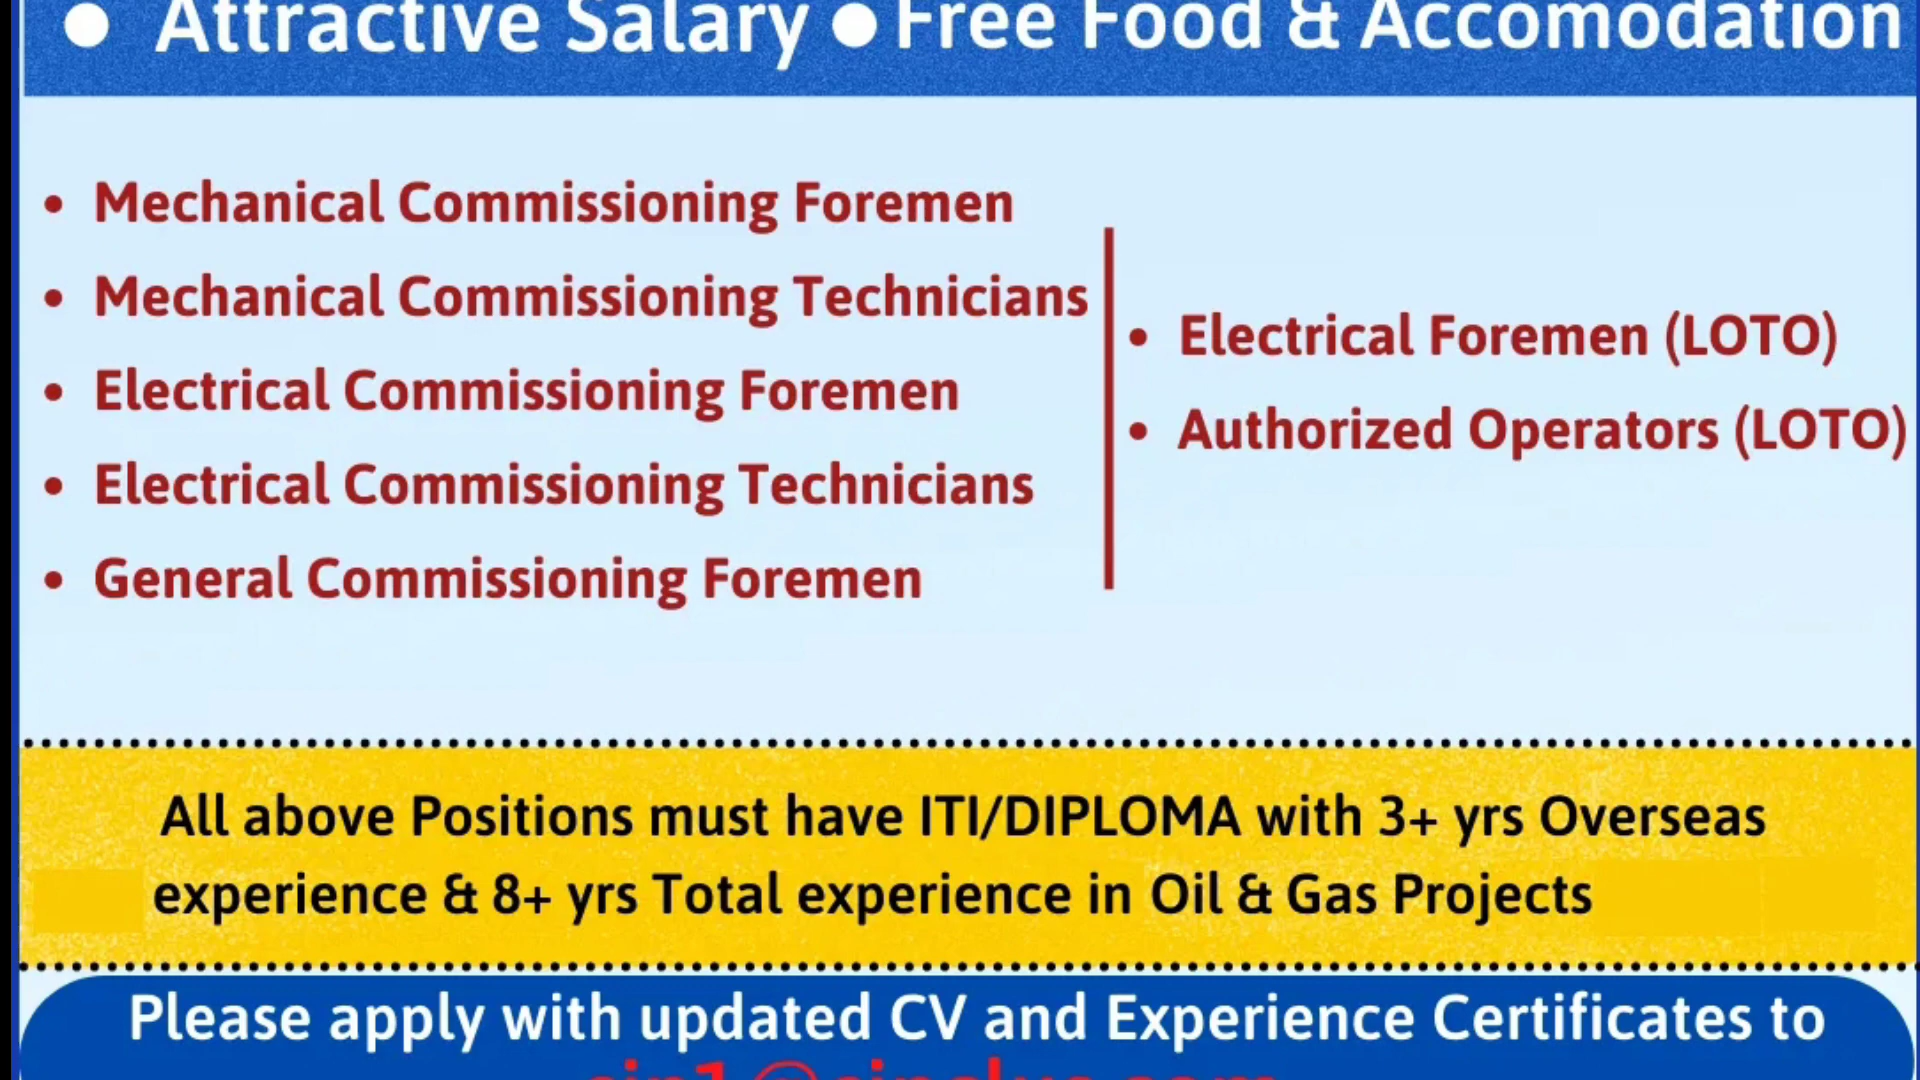 ● Attractive Salary ● Free Food & Accomodation
• Mechanical Commissioning Foremen
• Mechanical Commissioning Technicians
• Electrical Commissioning Foremen
• Electrical Commissioning Technicians
• General Commissioning Foremen
• Electrical Foremen (LOTO)
• Authorized Operators (LOTO)
All above Positions must have ITI/DIPLOMA with 3+ yrs Overseas
experience & 8+ yrs Total experience in Oil & Gas Projects
Please apply with updated CV and Experience Certificates to